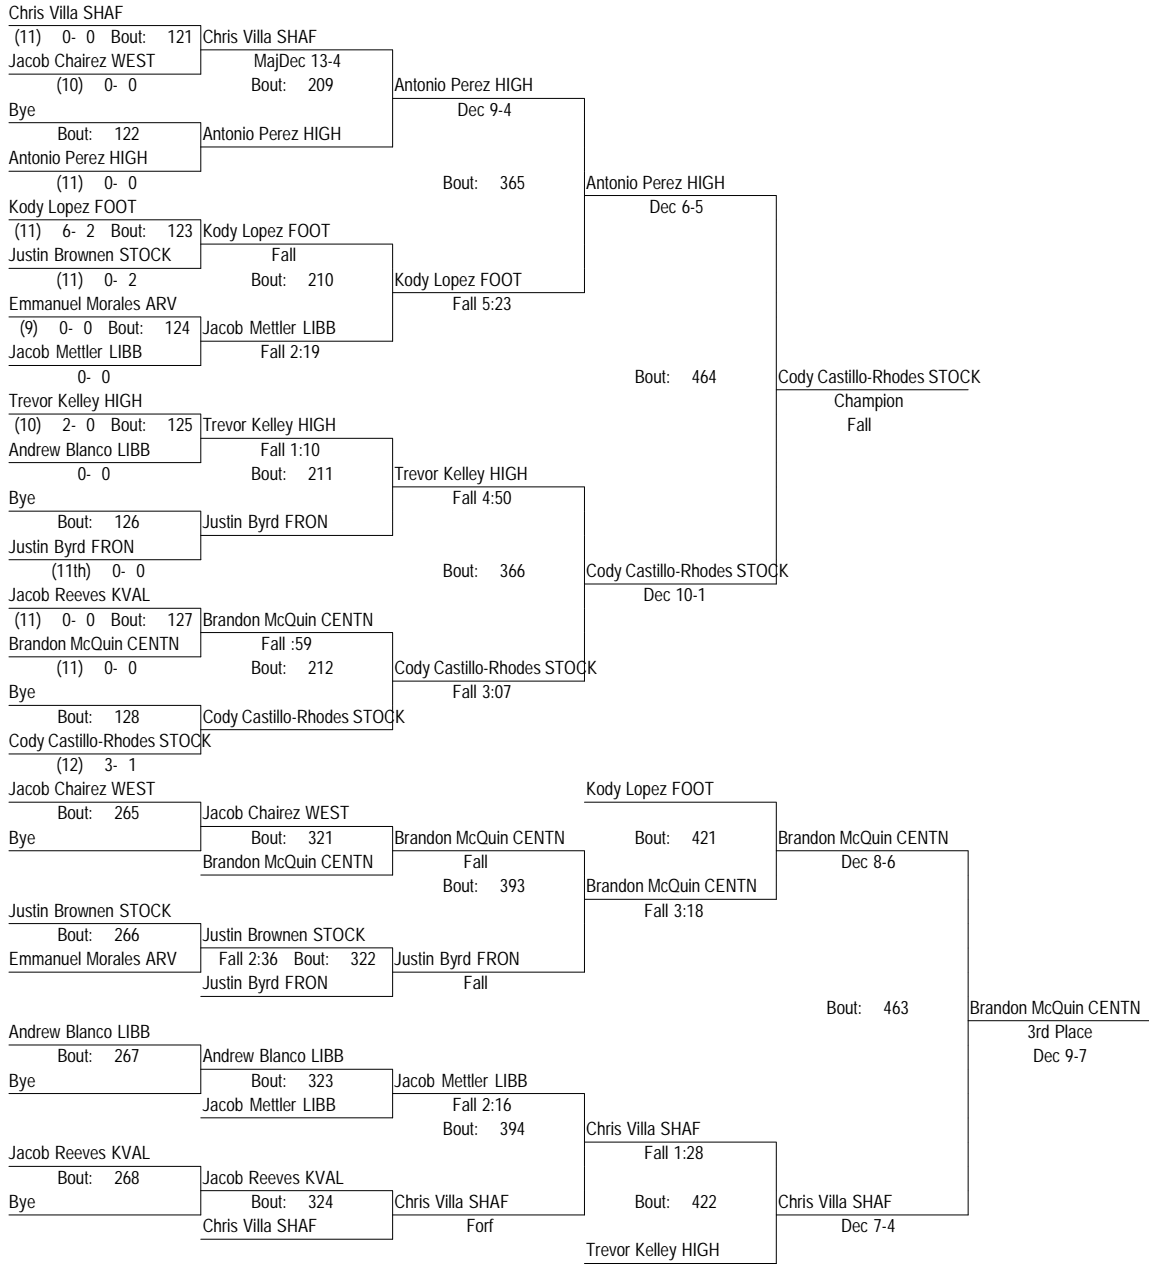 Chris Villa SHAF
(11) 0- 0 Bout: 121 Chris Villa SHAF
Jacob Chairez WEST MajDec 13-4
(10) 0- 0 Bout: 209 Antonio Perez HIGH
Bye Dec 9-4
Bout: 122 Antonio Perez HIGH
Antonio Perez HIGH
(11) 0- 0 Bout: 365 Antonio Perez HIGH
Kody Lopez FOOT Dec 6-5
(11) 6- 2 Bout: 123 Kody Lopez FOOT
Justin Brownen STOCK Fall
(11) 0- 2 Bout: 210 Kody Lopez FOOT
Emmanuel Morales ARV Fall 5:23
(9) 0- 0 Bout: 124 Jacob Mettler LIBB
Jacob Mettler LIBB Fall 2:19
0- 0 Bout: 464 Cody Castillo-Rhodes STOCK
Trevor Kelley HIGH Champion
(10) 2- 0 Bout: 125 Trevor Kelley HIGH Fall
Andrew Blanco LIBB Fall 1:10
0- 0 Bout: 211 Trevor Kelley HIGH
Bye Fall 4:50
Bout: 126 Justin Byrd FRON
Justin Byrd FRON
(11th) 0- 0 Bout: 366 Cody Castillo-Rhodes STOCK
Jacob Reeves KVAL Dec 10-1
(11) 0- 0 Bout: 127 Brandon McQuin CENTN
Brandon McQuin CENTN Fall :59
(11) 0- 0 Bout: 212 Cody Castillo-Rhodes STOCK
Bye Fall 3:07
Bout: 128 Cody Castillo-Rhodes STOCK
Cody Castillo-Rhodes STOCK
(12) 3- 1
Jacob Chairez WEST Kody Lopez FOOT
Bout: 265 Jacob Chairez WEST
Bye Bout: 321 Brandon McQuin CENTN Bout: 421 Brandon McQuin CENTN
Brandon McQuin CENTN Fall Dec 8-6
Bout: 393 Brandon McQuin CENTN
Justin Brownen STOCK Fall 3:18
Bout: 266 Justin Brownen STOCK
Emmanuel Morales ARV Fall 2:36 Bout: 322 Justin Byrd FRON
Justin Byrd FRON Fall
Bout: 463 Brandon McQuin CENTN
Andrew Blanco LIBB 3rd Place
Bout: 267 Andrew Blanco LIBB Dec 9-7
Bye Bout: 323 Jacob Mettler LIBB
Jacob Mettler LIBB Fall 2:16
Bout: 394 Chris Villa SHAF
Jacob Reeves KVAL Fall 1:28
Bout: 268 Jacob Reeves KVAL
Bye Bout: 324 Chris Villa SHAF Bout: 422 Chris Villa SHAF
Chris Villa SHAF Forf Dec 7-4
Trevor Kelley HIGH